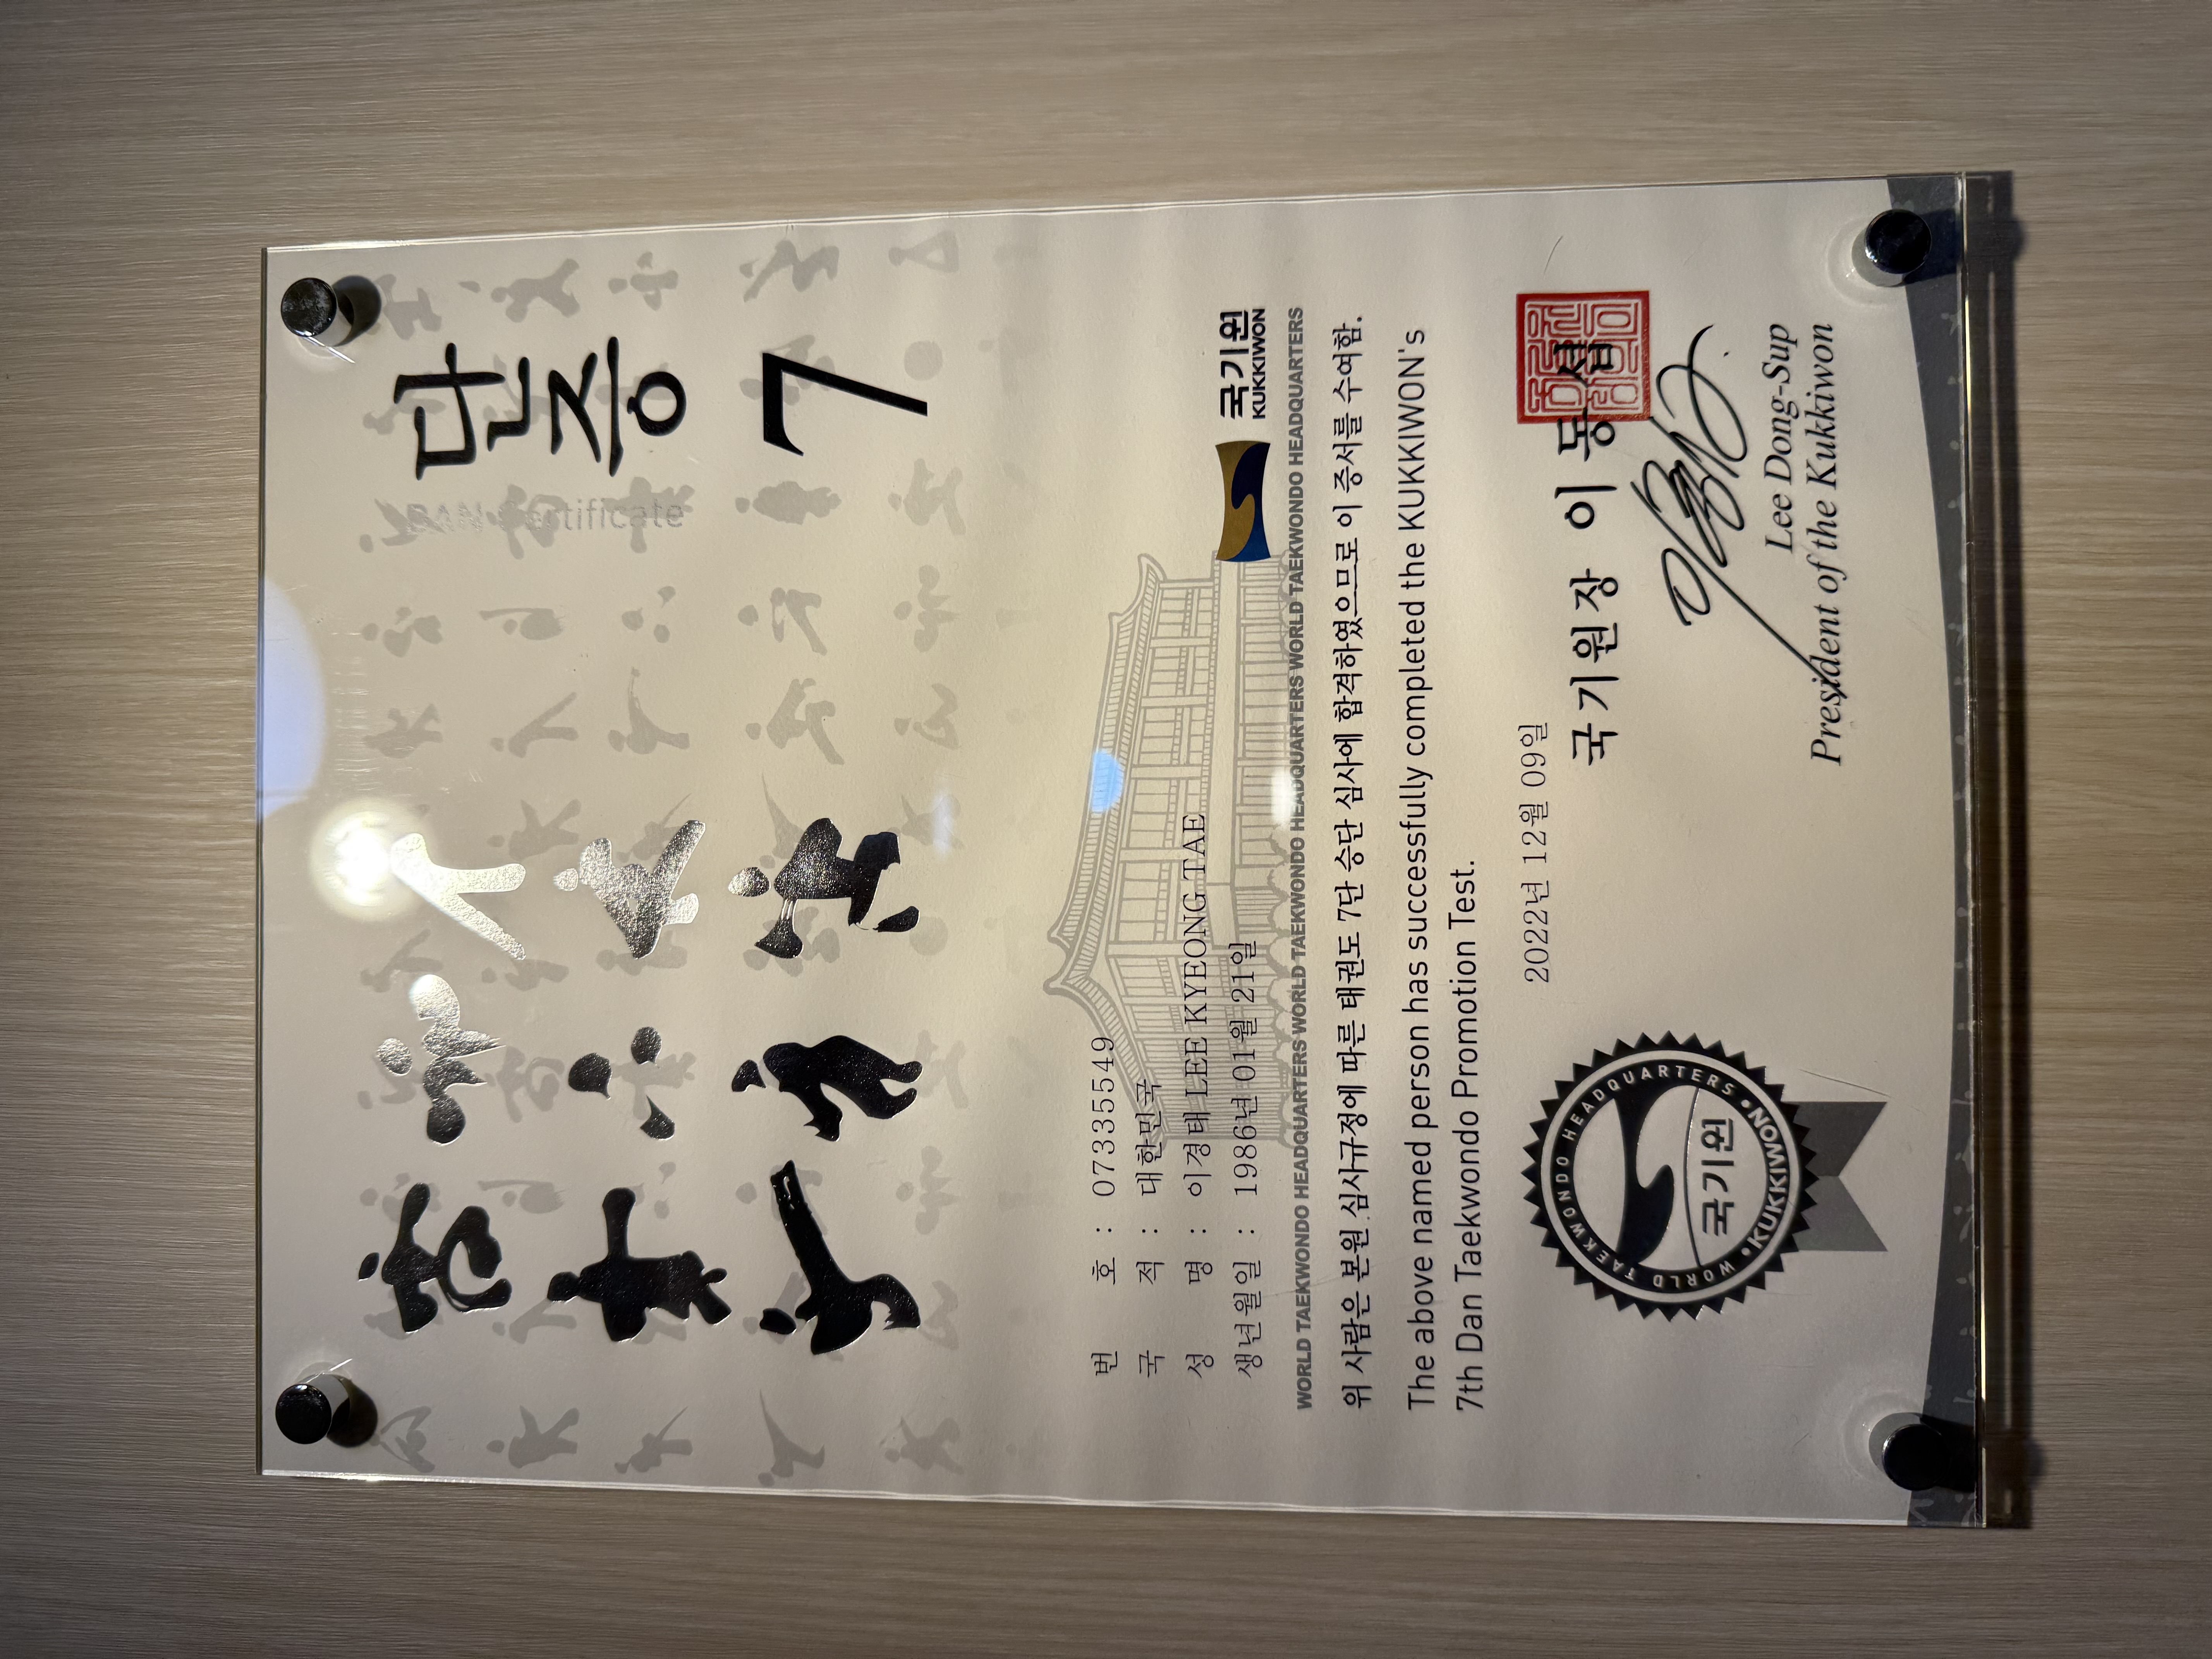 단증
DAN Certificate
7
번 호 : 07335549
국 적 : 대한민국
성 명 : 이경태 LEE KYEONG TAE
생년월일 : 1986년 01월 21일
국기원
KUKKIWON
WORLD TAEKWONDO HEADQUARTERS WORLD TAEKWONDO HEADQUARTERS WORLD TAEKWONDO HEADQUARTERS WORLD TAEKWONDO HEADQUARTERS
위 사람은 본원 심사규정에 따른 태권도 7단 승단 심사에 합격하였으므로 이 증서를 수여함.
The above named person has successfully completed the KUKKIWON's
7th Dan Taekwondo Promotion Test.
2022년 12월 09일
국기원장 이동섭
Lee Dong-Sup
President of the Kukkiwon
WORLD TAEKWONDO HEADQUARTERS
국기원
KUKKIWON